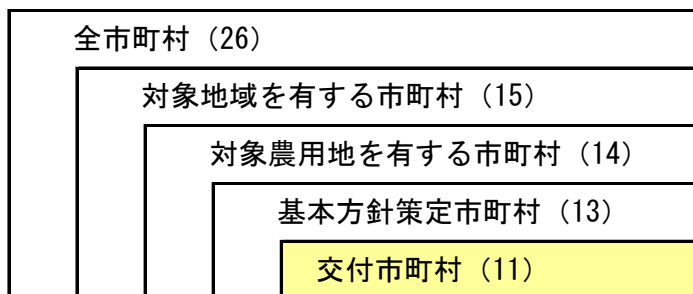 全市町村（26）
対象地域を有する市町村（15）
対象農用地を有する市町村（14）
基本方針策定市町村（13）
交付市町村（11）